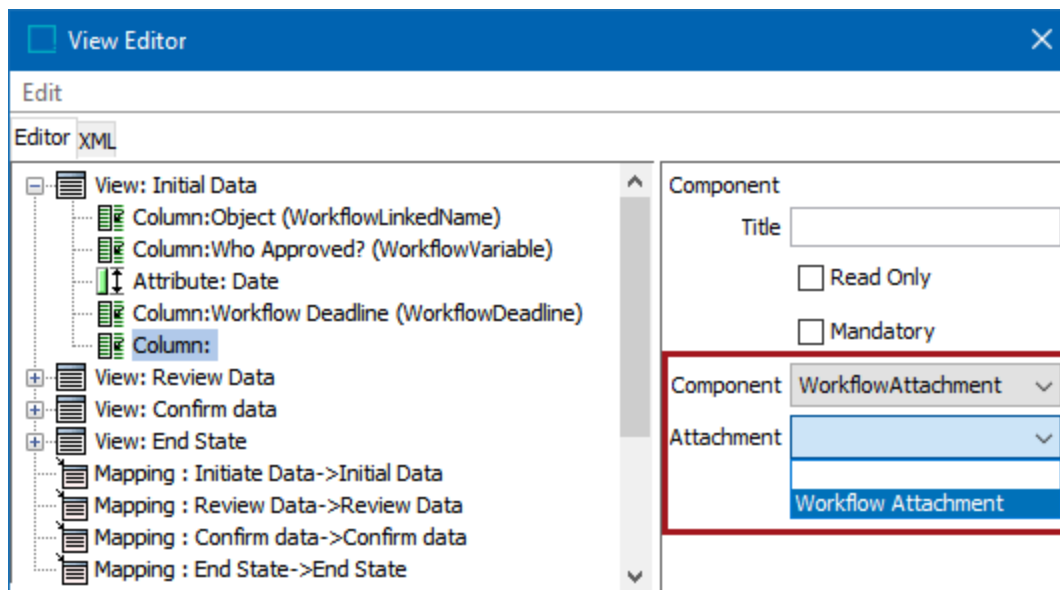 View Editor
Edit
Editor XML
View: Initial Data
Column:Object (WorkflowLinkedName)
Column:Who Approved? (WorkflowVariable)
Attribute: Date
Column:Workflow Deadline (WorkflowDeadline)
Column:
View: Review Data
View: Confirm data
View: End State
Mapping : Initiate Data->Initial Data
Mapping : Review Data->Review Data
Mapping : Confirm data->Confirm data
Mapping : End State->End State
Component
Title
Read Only
Mandatory
Component WorkflowAttachment
Attachment
Workflow Attachment